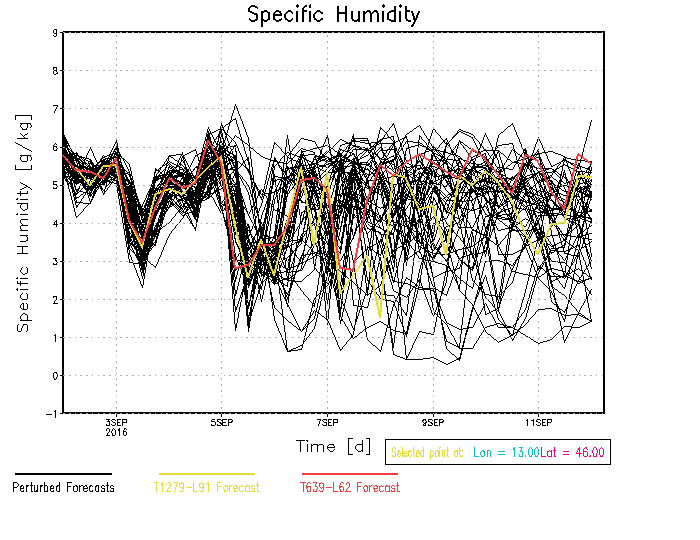 Specific Humidity
9
8
7
6
5
4
3
2
1
0
-1
Specific Humidity [g/kg]
3SEP 5SEP 7SEP 9SEP 11SEP
2016
Time [d]
Selected point at: Lon = 13.00 Lat = 46.00
Perturbed Forecasts T1279-L91 Forecast T639-L62 Forecast